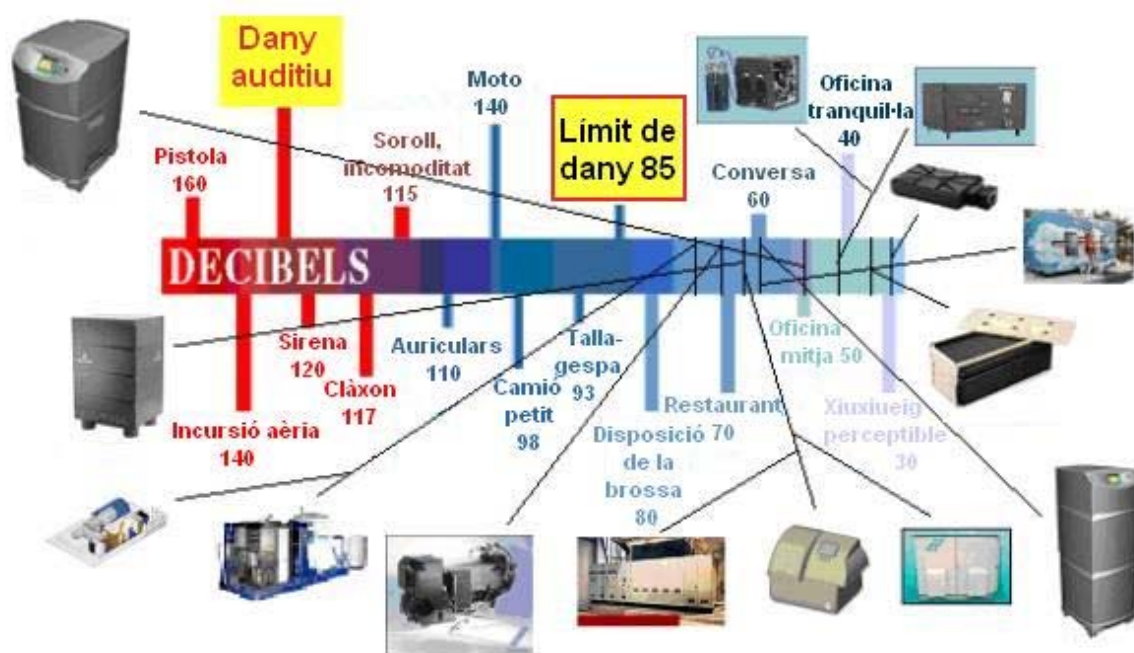 Dany
auditiu
Pistola
160
Soroll,
incomoditat
115
Moto
140
Límit de
dany 85
Conversa
60
Oficina
tranquil·la
40
DECIBELS
Incursió aèria
140
Sirena
120
Clàxon
117
Auriculars
110
Camió
petit
98
Talla-
gespa
93
Disposició
de la
brossa
80
Restaurant
70
Oficina
mitja 50
Xiuxiueig
perceptible
30